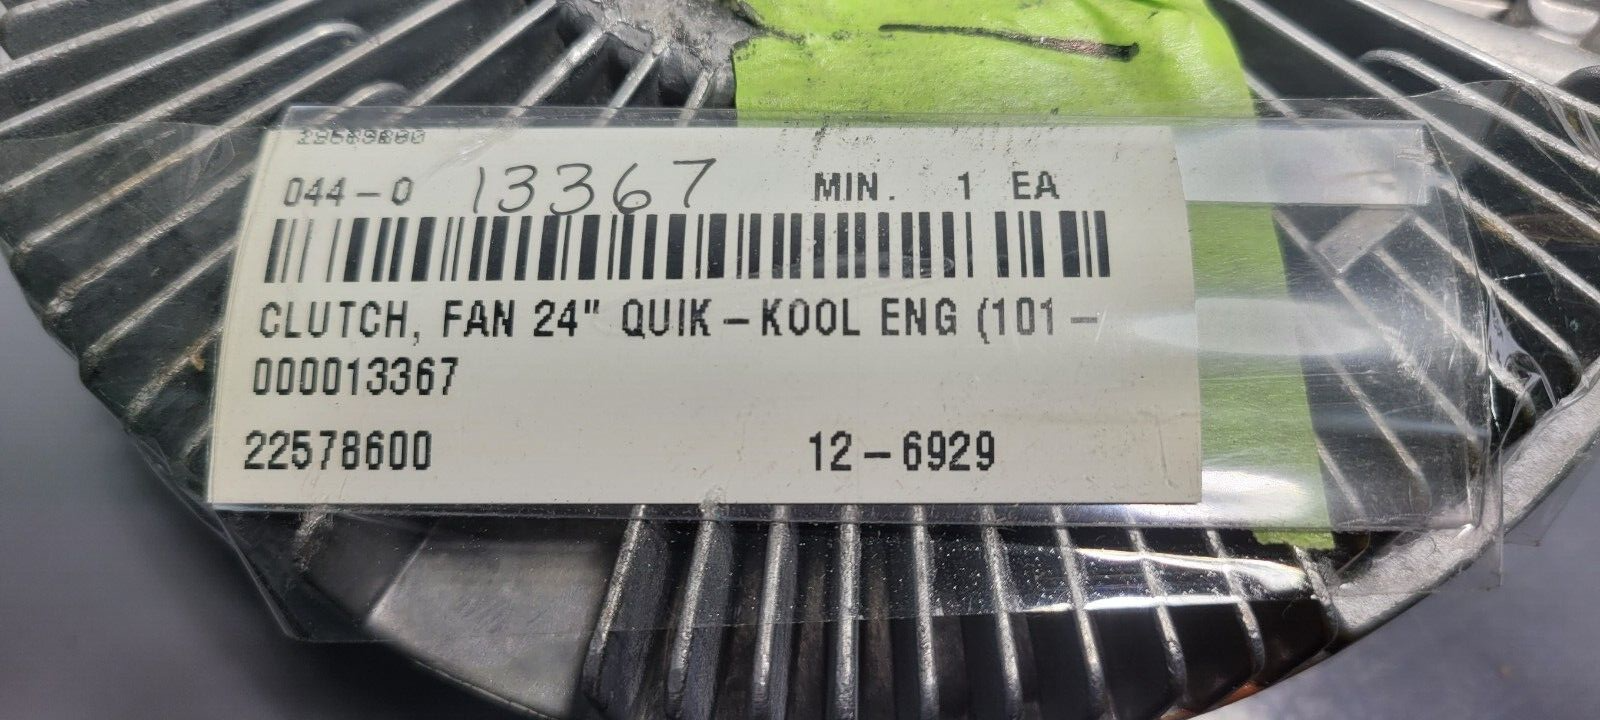 044-0 13367 MIN. 1 EA
CLUTCH, FAN 24" QUIK-KOOL ENG (101-
000013367
22578600 12-6929